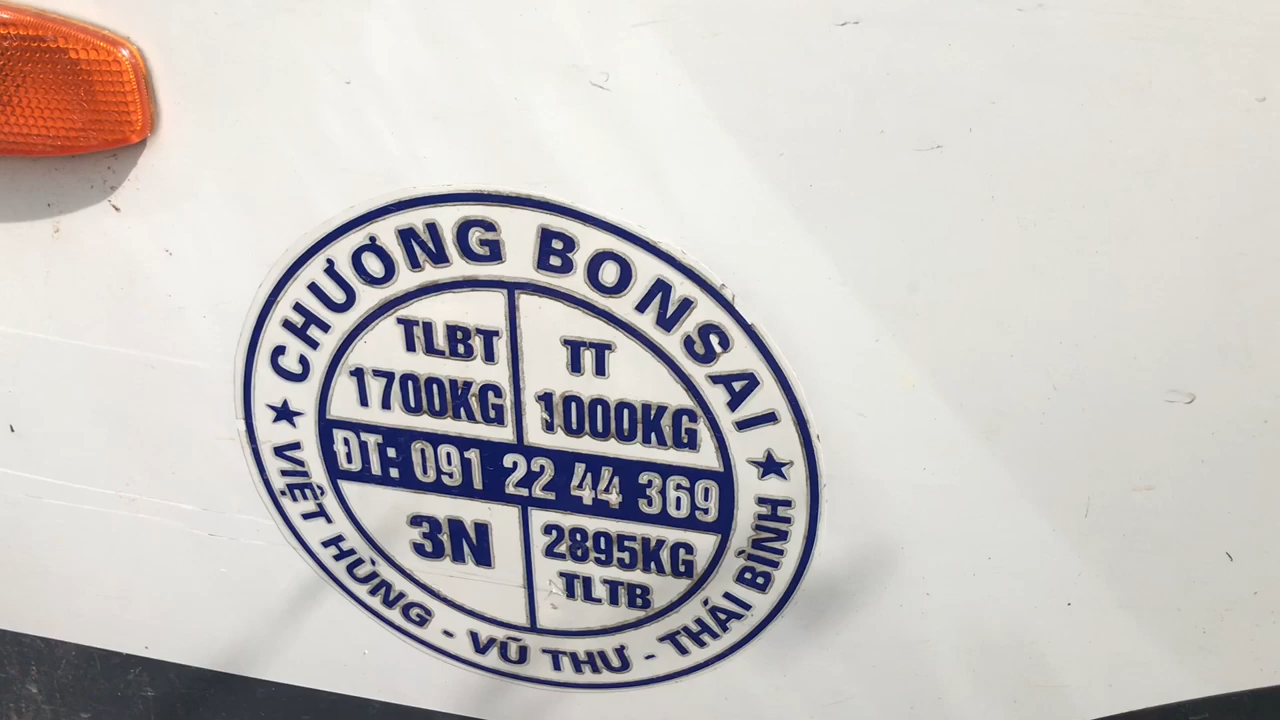 CHƯƠNG BONSAI
TLBT
1700KG
TT
1000KG
ĐT: 091 22 44 369
3N
2895KG
TLTB
VIỆT HÙNG - VŨ THƯ - THÁI BÌNH